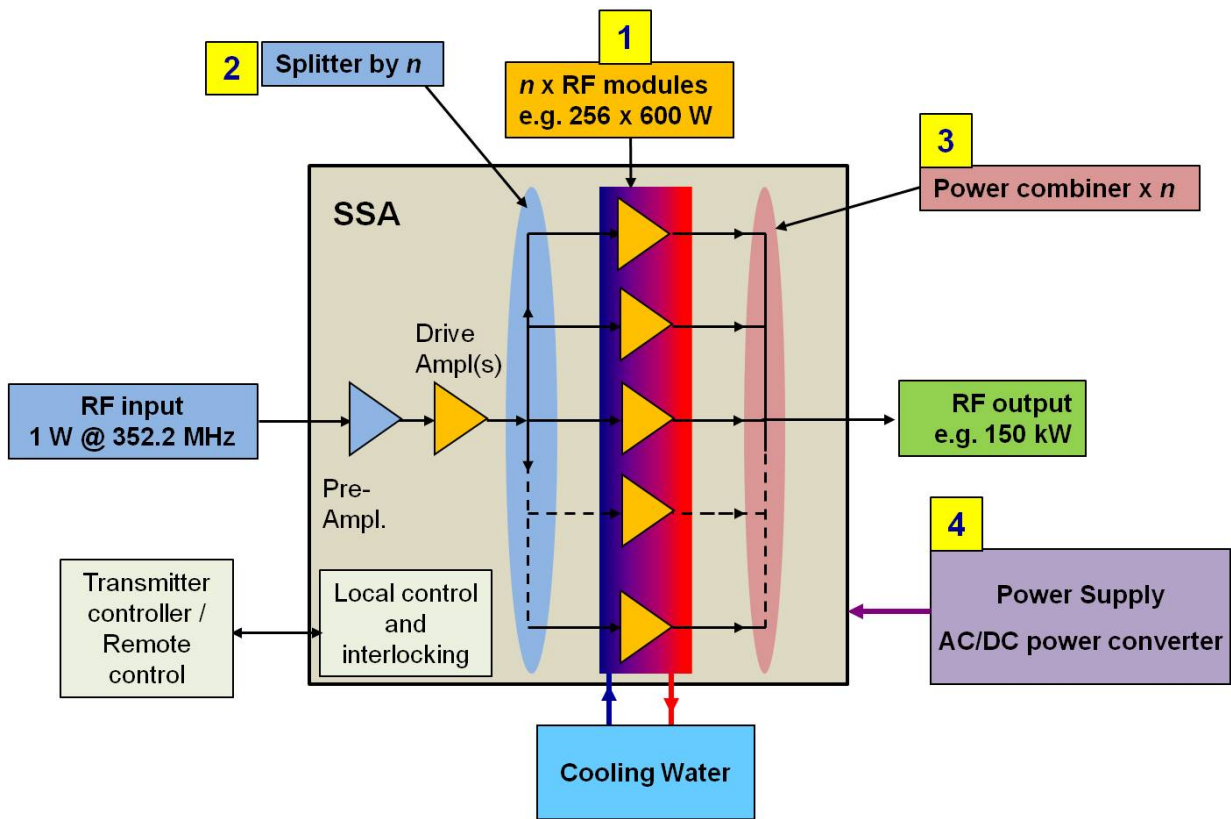 1
2
Splitter by n
n x RF modules
e.g. 256 x 600 W
3
Power combiner x n
SSA
Drive
Ampl(s)
RF input
1 W @ 352.2 MHz
RF output
e.g. 150 kW
Pre-
Ampl.
4
Transmitter
controller /
Remote
control
Local control
and
interlocking
Power Supply
AC/DC power converter
Cooling Water